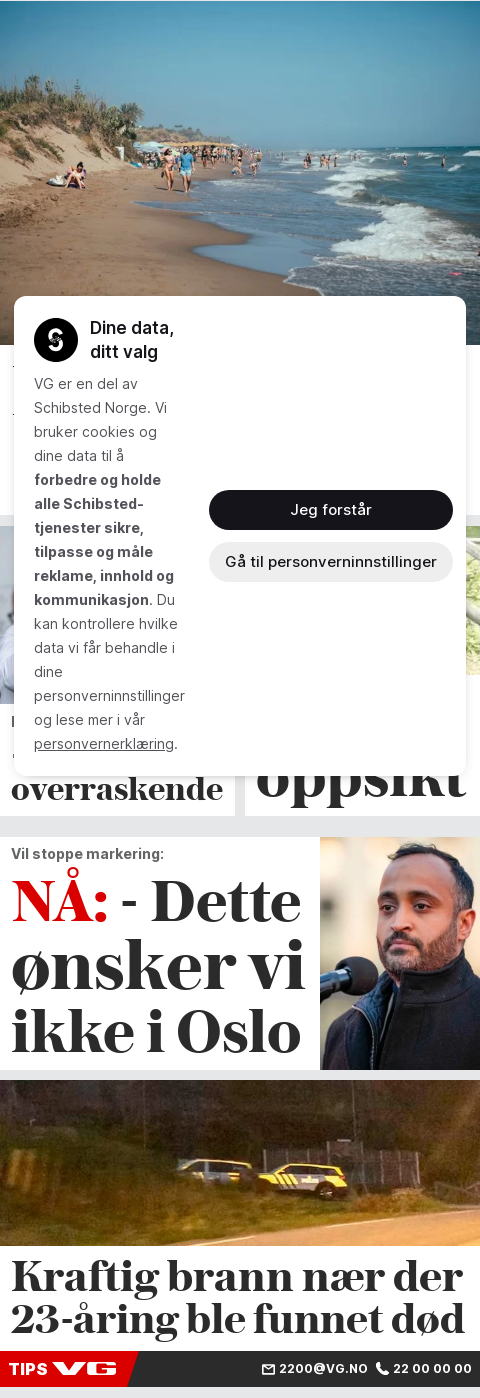 Dine data,
ditt valg
VG er en del av
Schibsted Norge. Vi
bruker cookies og
dine data til å
forbedre og holde
alle Schibsted-
tjenester sikre,
tilpasse og måle
reklame, innhold og
kommunikasjon. Du
kan kontrollere hvilke
data vi får behandle i
dine
personverninnstillinger
og lese mer i vår
personvernerklæring.
Jeg forstår
Gå til personverninnstillinger
overraskende
oppsikt
Vil stoppe markering:
NÅ: - Dette
ønsker vi
ikke i Oslo
Kraftig brann nær der
23-åring ble funnet død
TIPS VG
2200@VG.NO 22 00 00 00